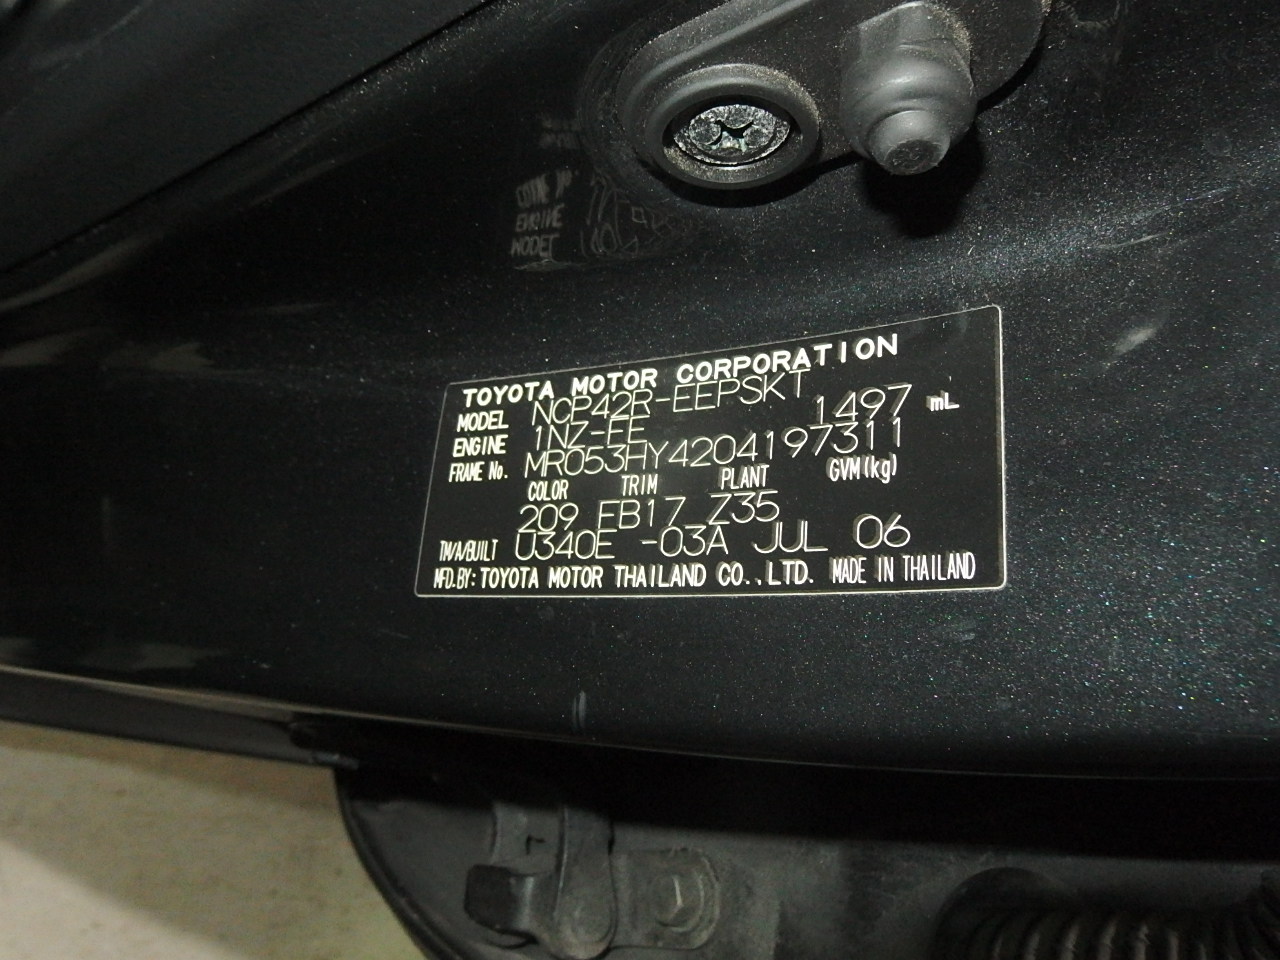 TOYOTA MOTOR CORPORATION
MODEL NCP42R-EEPSKT
ENGINE 1NZ-FE 1497 mL
FRAME No. MR053HY4204197311
COLOR TRIM PLANT GVM(kg)
209 FB17 Z35
TM/A/BUILT U340E -03A JUL 06
MFD.BY: TOYOTA MOTOR THAILAND CO.,LTD. MADE IN THAILAND